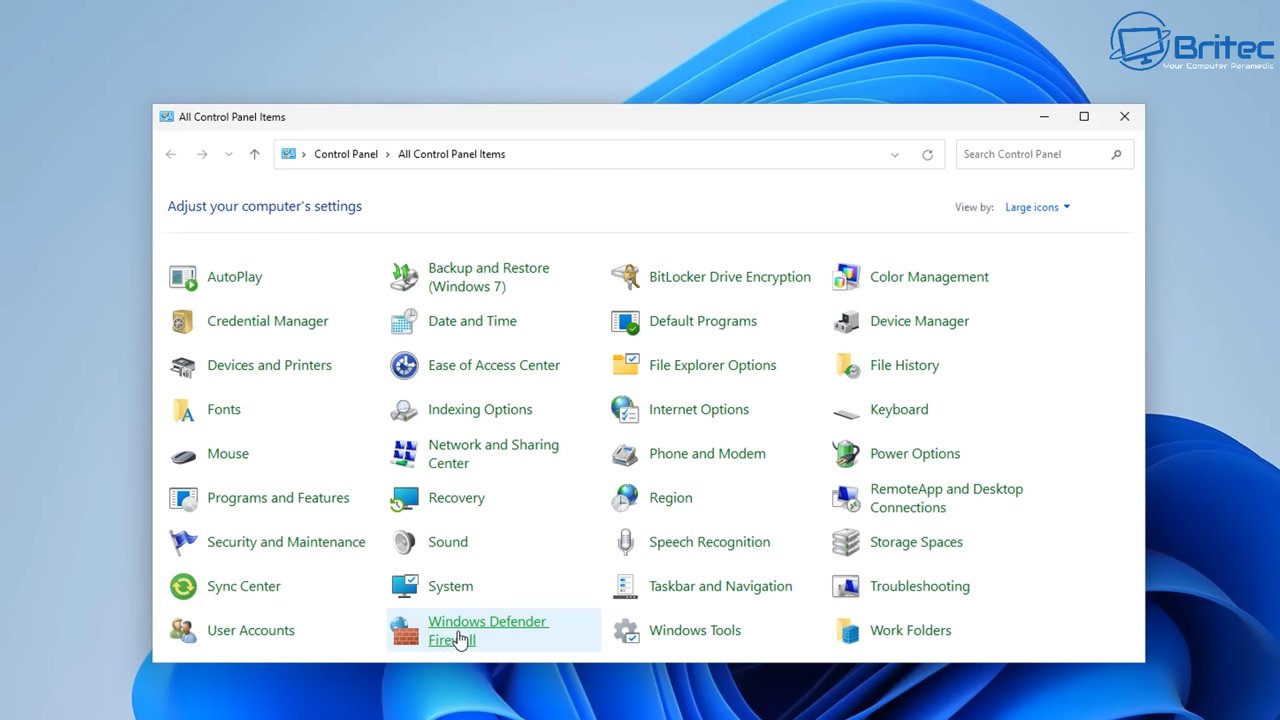 Britec
Your Computer Paramedic
All Control Panel Items
Control Panel > All Control Panel Items
Search Control Panel
Adjust your computer's settings
View by: Large icons
AutoPlay
Backup and Restore
(Windows 7)
BitLocker Drive Encryption
Color Management
Credential Manager
Date and Time
Default Programs
Device Manager
Devices and Printers
Ease of Access Center
File Explorer Options
File History
Fonts
Indexing Options
Internet Options
Keyboard
Mouse
Network and Sharing
Center
Phone and Modem
Power Options
Programs and Features
Recovery
Region
RemoteApp and Desktop
Connections
Security and Maintenance
Sound
Speech Recognition
Storage Spaces
Sync Center
System
Taskbar and Navigation
Troubleshooting
User Accounts
Windows Defender
Firewall
Windows Tools
Work Folders